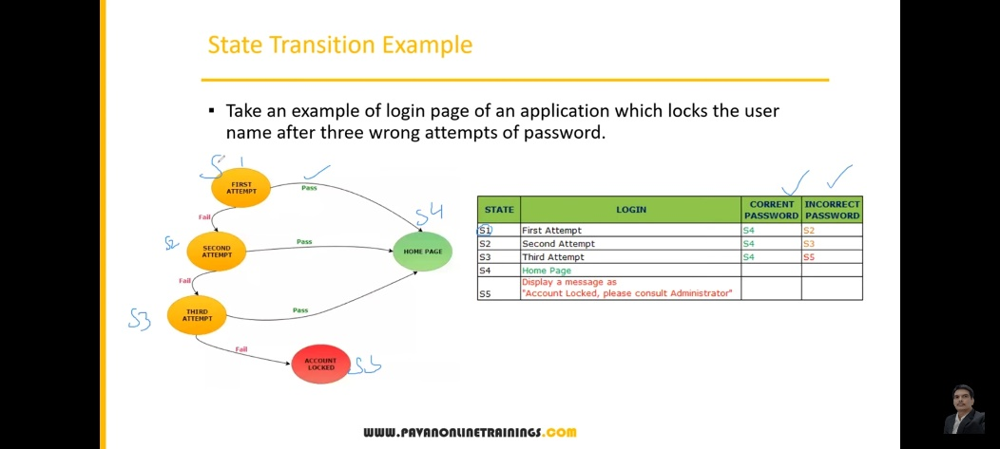 State Transition Example
▪ Take an example of login page of an application which locks the user
name after three wrong attempts of password.
S1
FIRST
ATTEMPT
Pass
Fail
S2
SECOND
ATTEMPT
Pass
S4
HOME PAGE
Fail
S3
THIRD
ATTEMPT
Pass
Fail
ACCOUNT
LOCKED
S5
STATE LOGIN CORRENT PASSWORD INCORRECT PASSWORD
S1 First Attempt S4 S2
S2 Second Attempt S4 S3
S3 Third Attempt S4 S5
S4 Home Page
S5 Display a message as
"Account Locked, please consult Administrator"
WWW.PAVANONLINETRAININGS.COM